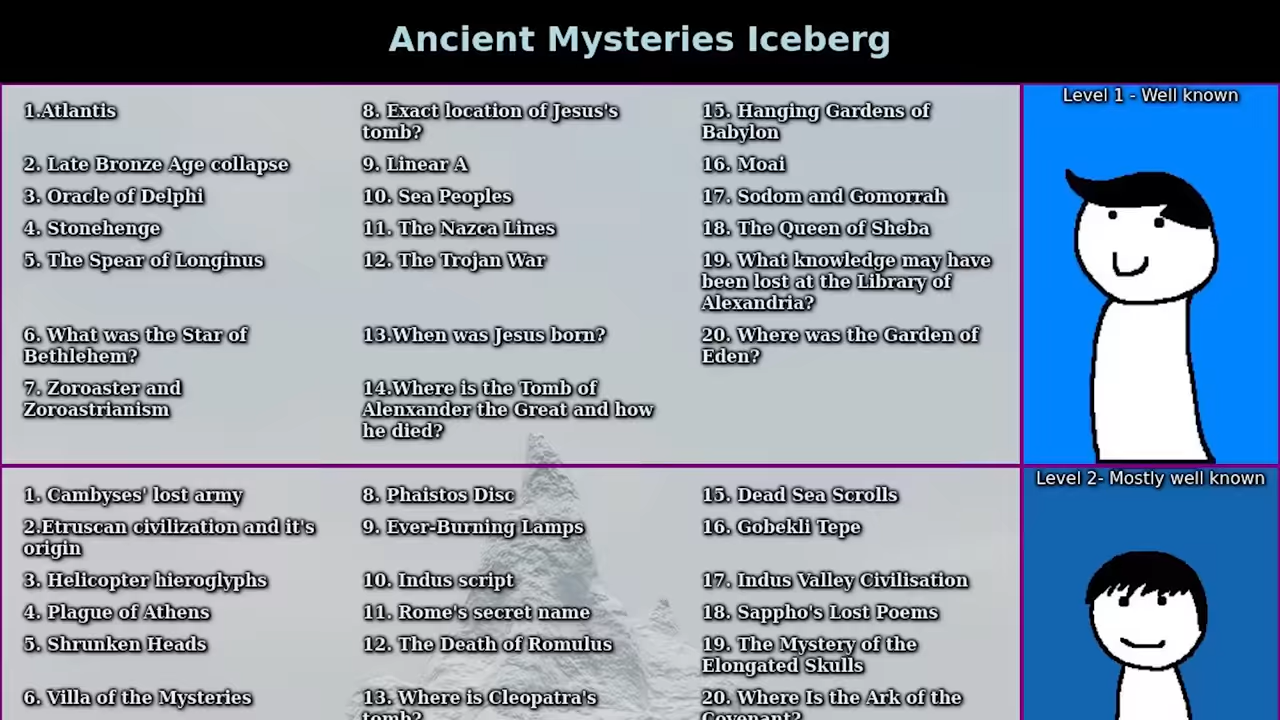 Ancient Mysteries Iceberg
1.Atlantis
2. Late Bronze Age collapse
3. Oracle of Delphi
4. Stonehenge
5. The Spear of Longinus
6. What was the Star of
Bethlehem?
7. Zoroaster and
Zoroastrianism
8. Exact location of Jesus's
tomb?
9. Linear A
10. Sea Peoples
11. The Nazca Lines
12. The Trojan War
13.When was Jesus born?
14.Where is the Tomb of
Alenxander the Great and how
he died?
15. Hanging Gardens of
Babylon
16. Moai
17. Sodom and Gomorrah
18. The Queen of Sheba
19. What knowledge may have
been lost at the Library of
Alexandria?
20. Where was the Garden of
Eden?
Level 1 - Well known
1. Cambyses' lost army
2.Etruscan civilization and it's
origin
3. Helicopter hieroglyphs
4. Plague of Athens
5. Shrunken Heads
6. Villa of the Mysteries
8. Phaistos Disc
9. Ever-Burning Lamps
10. Indus script
11. Rome's secret name
12. The Death of Romulus
13. Where is Cleopatra's
tomb?
15. Dead Sea Scrolls
16. Gobekli Tepe
17. Indus Valley Civilisation
18. Sappho's Lost Poems
19. The Mystery of the
Elongated Skulls
20. Where Is the Ark of the
Covenant?
Level 2- Mostly well known